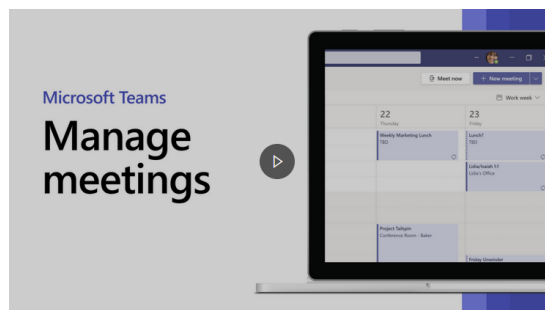 Microsoft Teams
Manage
meetings
Meet now
+ New meeting
Work week
22
23
Thursday
Friday
Weekly Marketing Lunch
TBD
Lunch?
TBD
Lidia/Isaiah 1:1
Lidia's Office
Project Tailspin
Conference Room - Baker
Friday Unwinder